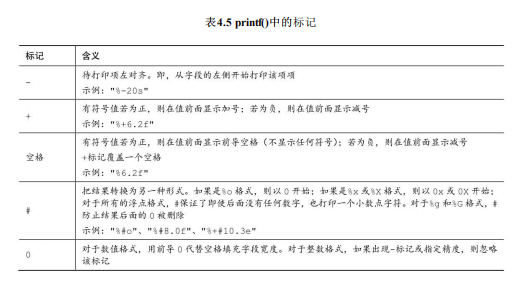 表4.5 printf()中的标记
标记 含义
- 待打印项左对齐。即，从字段的左侧开始打印该项项
示例："%-20s"
+ 有符号值若为正，则在值前面显示加号；若为负，则在值前面显示减号
示例："%+6.2f"
有符号值若为正，则在值前面显示前导空格（不显示任何符号）；若为负，则在值前面显示减号
空格 +标记覆盖一个空格
示例："%6.2f"
把结果转换为另一种形式。如果是%o格式，则以0开始；如果是%x或%X格式，则以0x或0X开始；
# 对于所有的浮点格式，#保证了即使后面没有任何数字，也打印一个小数点字符。对于%g和%G格式，#
防止结果后面的0被删除
示例："%#o"、"%#8.0f"、"%+#10.3e"
0 对于数值格式，用前导0代替空格填充字段宽度。对于整数格式，如果出现-标记或指定精度，则忽略
该标记